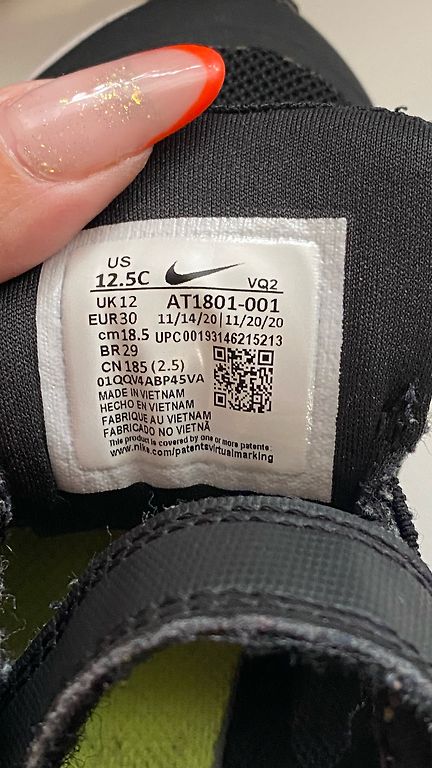 US
12.5C
VQ2
UK 12 AT1801-001
EUR 30 11/14/20 | 11/20/20
cm 18.5 UPC 00193146215213
BR 29
CN 185 (2.5)
01QQV4ABP45VA
MADE IN VIETNAM
HECHO EN VIETNAM
FABRIQUE AU VIETNAM
FABRICADO NO VIETNÃ
This product is covered by one or more patents
www.nike.com/patentsvirtualmarking